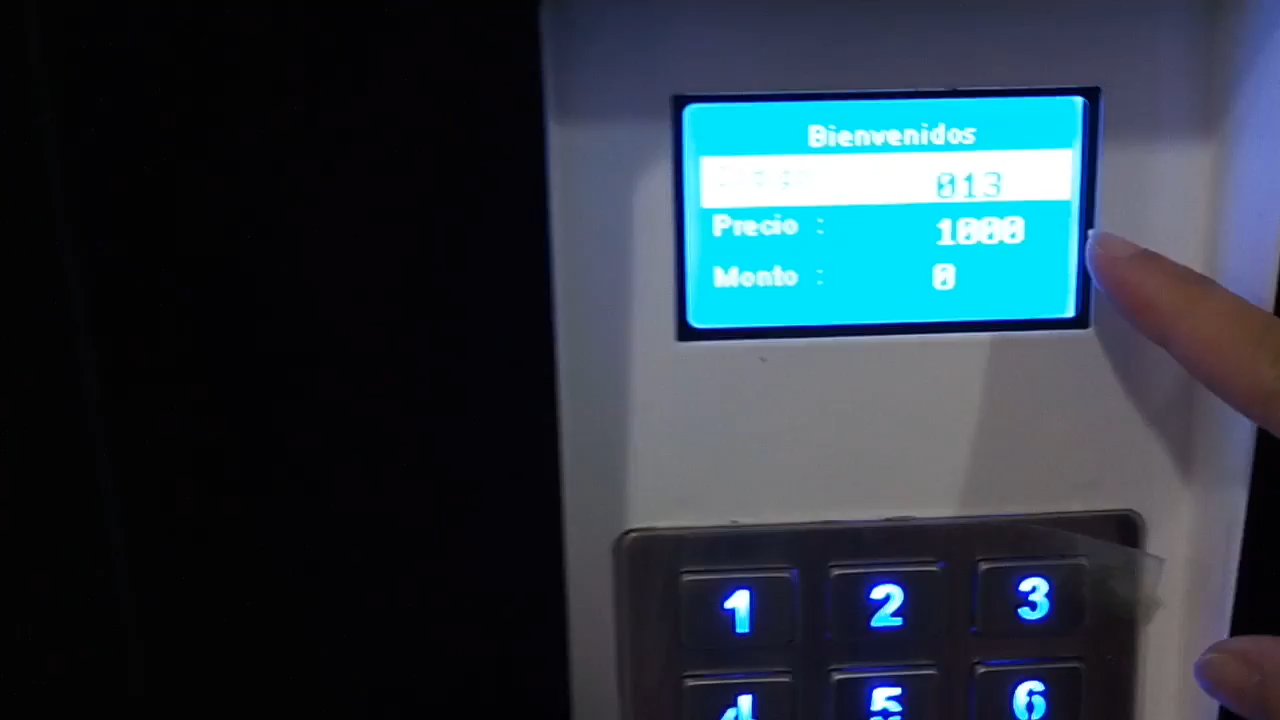 Bienvenidos
013
Precio : 1000
Monto : 0
1 2 3
4 5 6